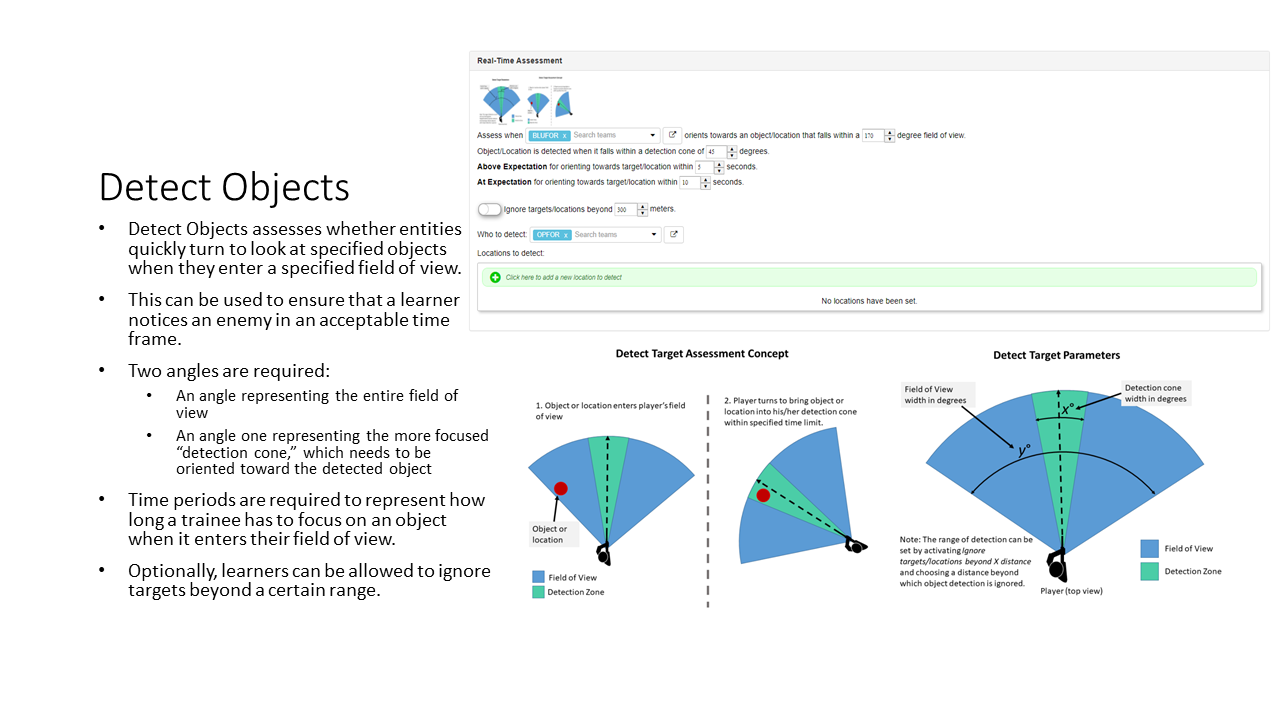 Detect Objects
• Detect Objects assesses whether entities
quickly turn to look at specified objects
when they enter a specified field of view.
• This can be used to ensure that a learner
notices an enemy in an acceptable time
frame.
• Two angles are required:
• An angle representing the entire field of
view
• An angle one representing the more focused
“detection cone,” which needs to be
oriented toward the detected object
• Time periods are required to represent how
long a trainee has to focus on an object
when it enters their field of view.
• Optionally, learners can be allowed to ignore
targets beyond a certain range.
Real-Time Assessment
Assess when BLUFOR x Search teams orients towards an object/location that falls within a 170 degree field of view.
Object/Location is detected when it falls within a detection cone of 45 degrees.
Above Expectation for orienting towards target/location within 5 seconds.
At Expectation for orienting towards target/location within 10 seconds.
Ignore targets/locations beyond 300 meters.
Who to detect: OPFOR x Search teams
Locations to detect:
Click here to add a new location to detect
No locations have been set.
Detect Target Assessment Concept
1. Object or location enters player's field
of view
Object or
location
Field of View
Detection Zone
2. Player turns to bring object or
location into his/her detection cone
within specified time limit.
Detect Target Parameters
Field of View
width in degrees
Detection cone
width in degrees
x°
y°
Note: The range of detection can be
set by activating Ignore
targets/locations beyond X distance
and choosing a distance beyond
which object detection is ignored.
Player (top view)
Field of View
Detection Zone